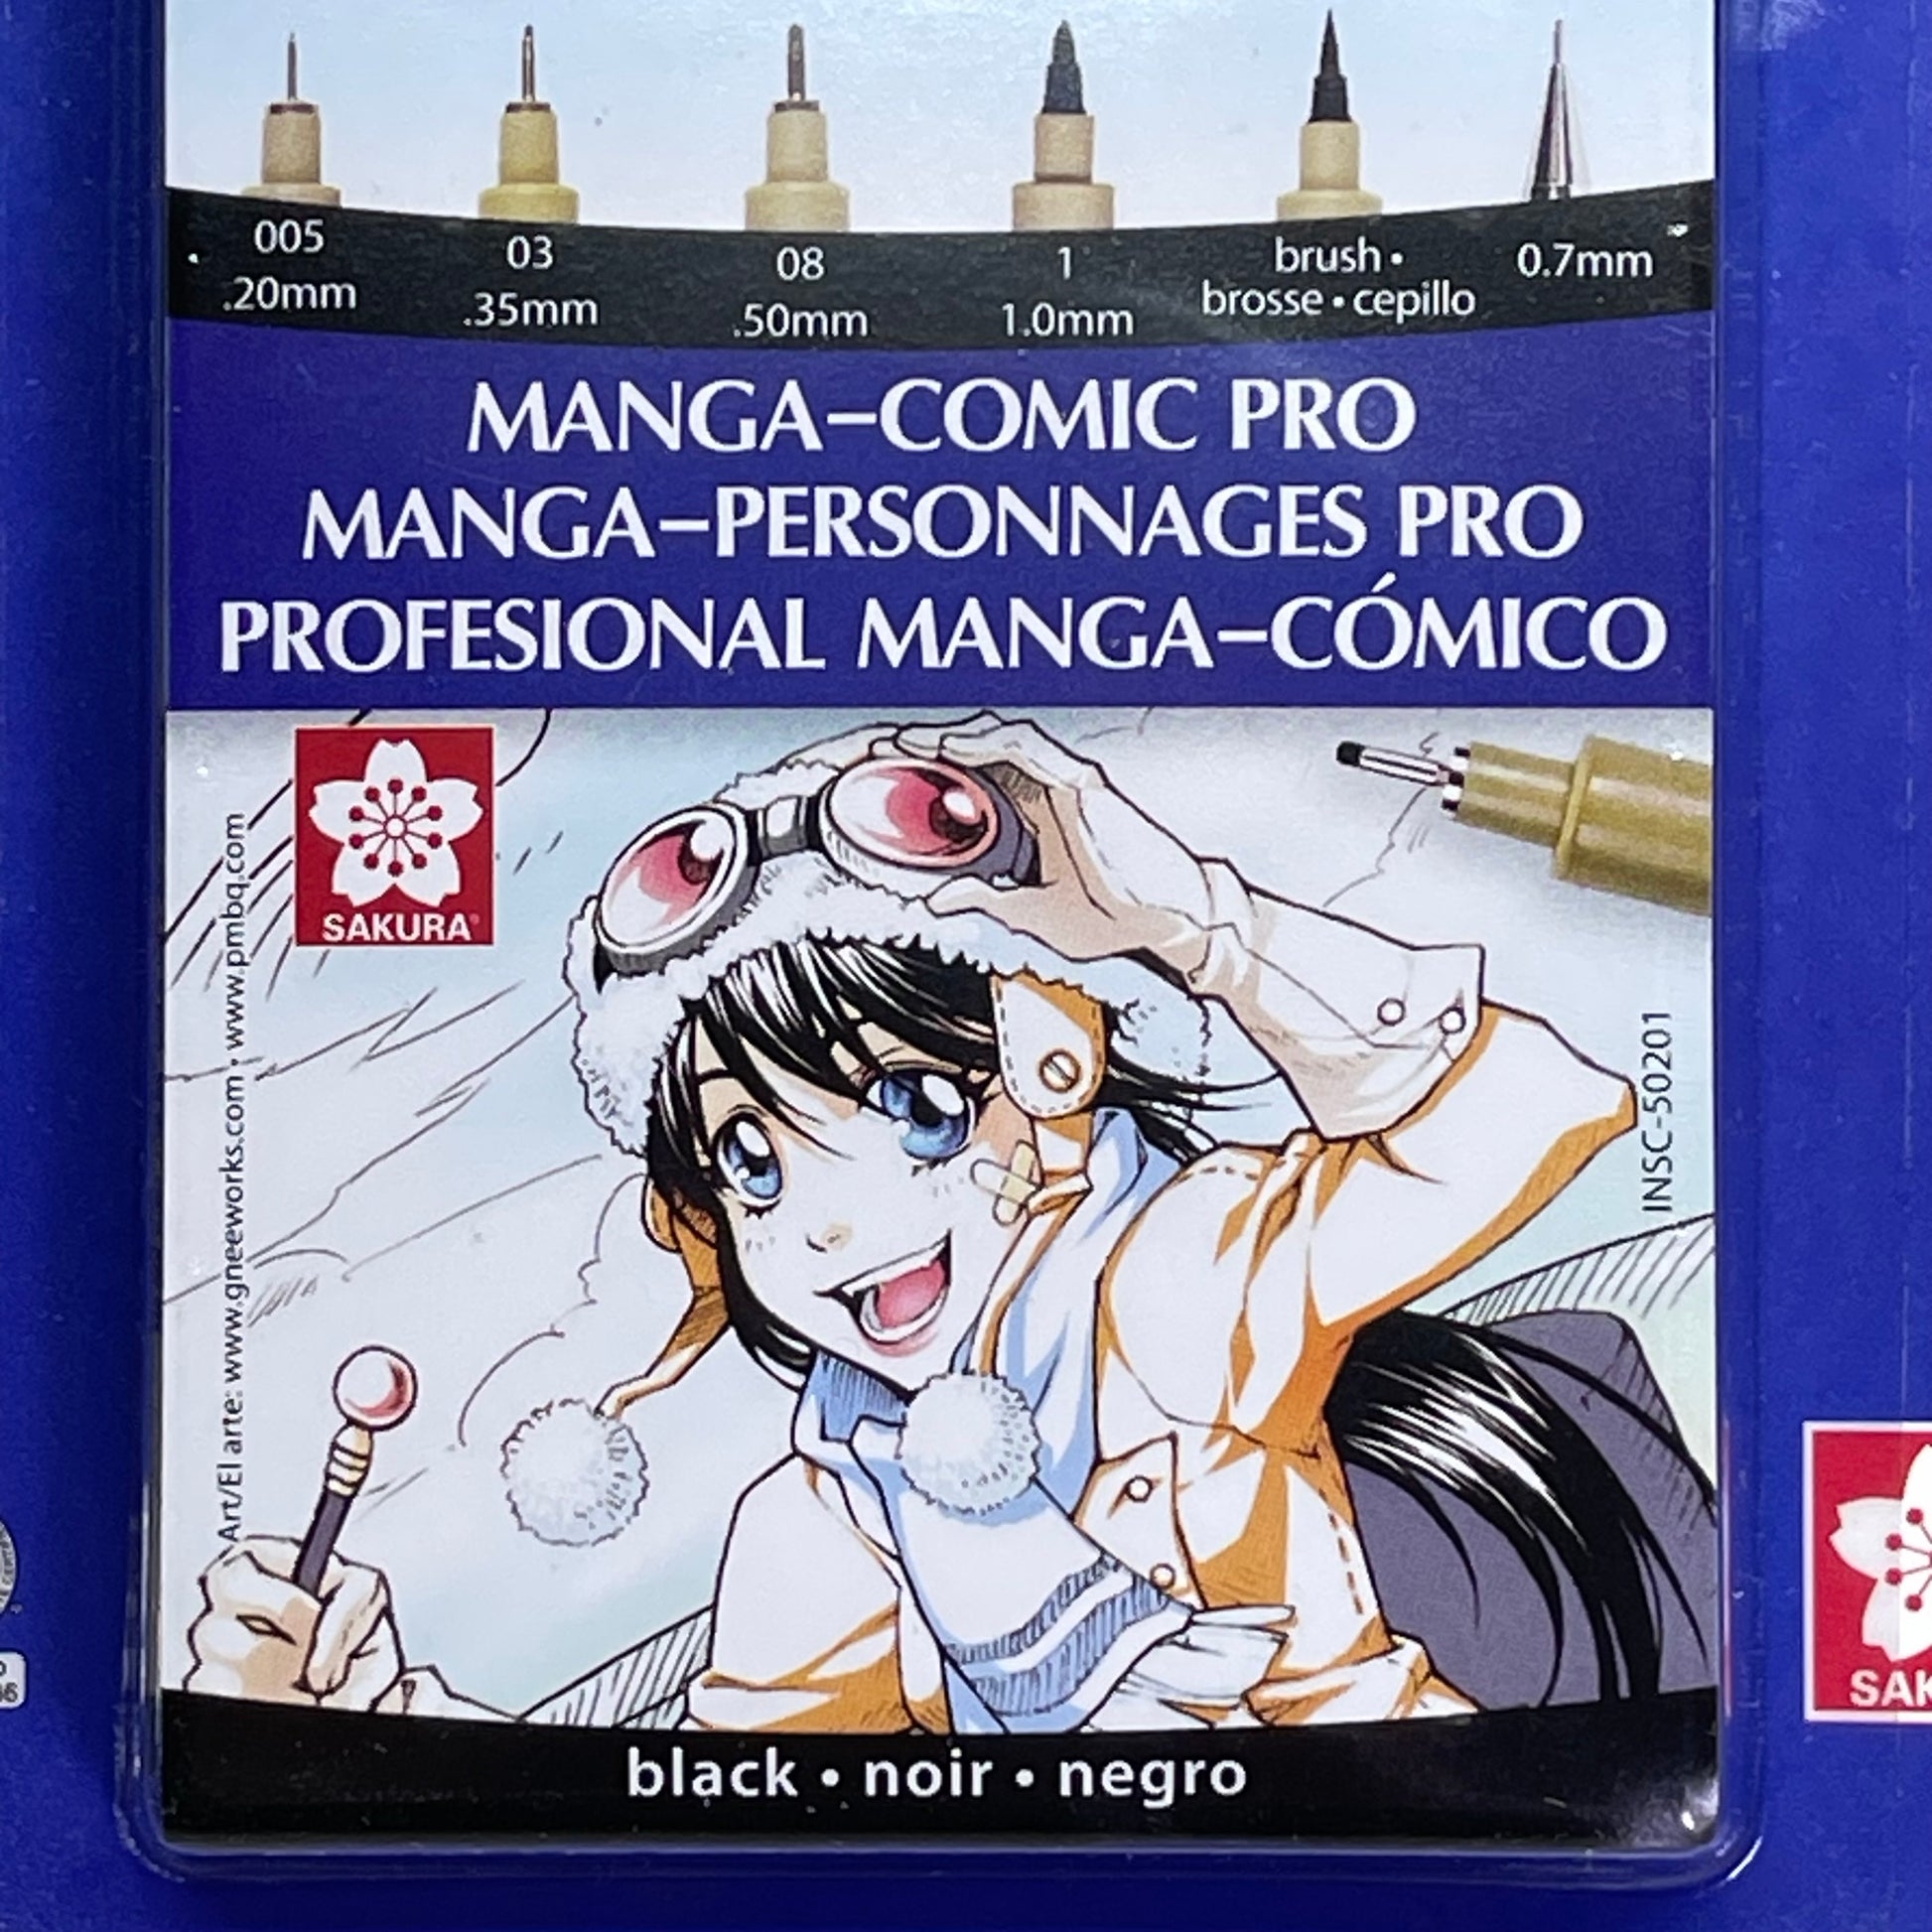 005
.20mm
03
.35mm
08
.50mm
1
1.0mm
brush •
brosse • cepillo
0.7mm
MANGA–COMIC PRO
MANGA–PERSONNAGES PRO
PROFESIONAL MANGA–CÓMICO
SAKURA®
Art/El arte: www.gneeworks.com • www.pmbq.com
INSC-50201
black • noir • negro
SAK